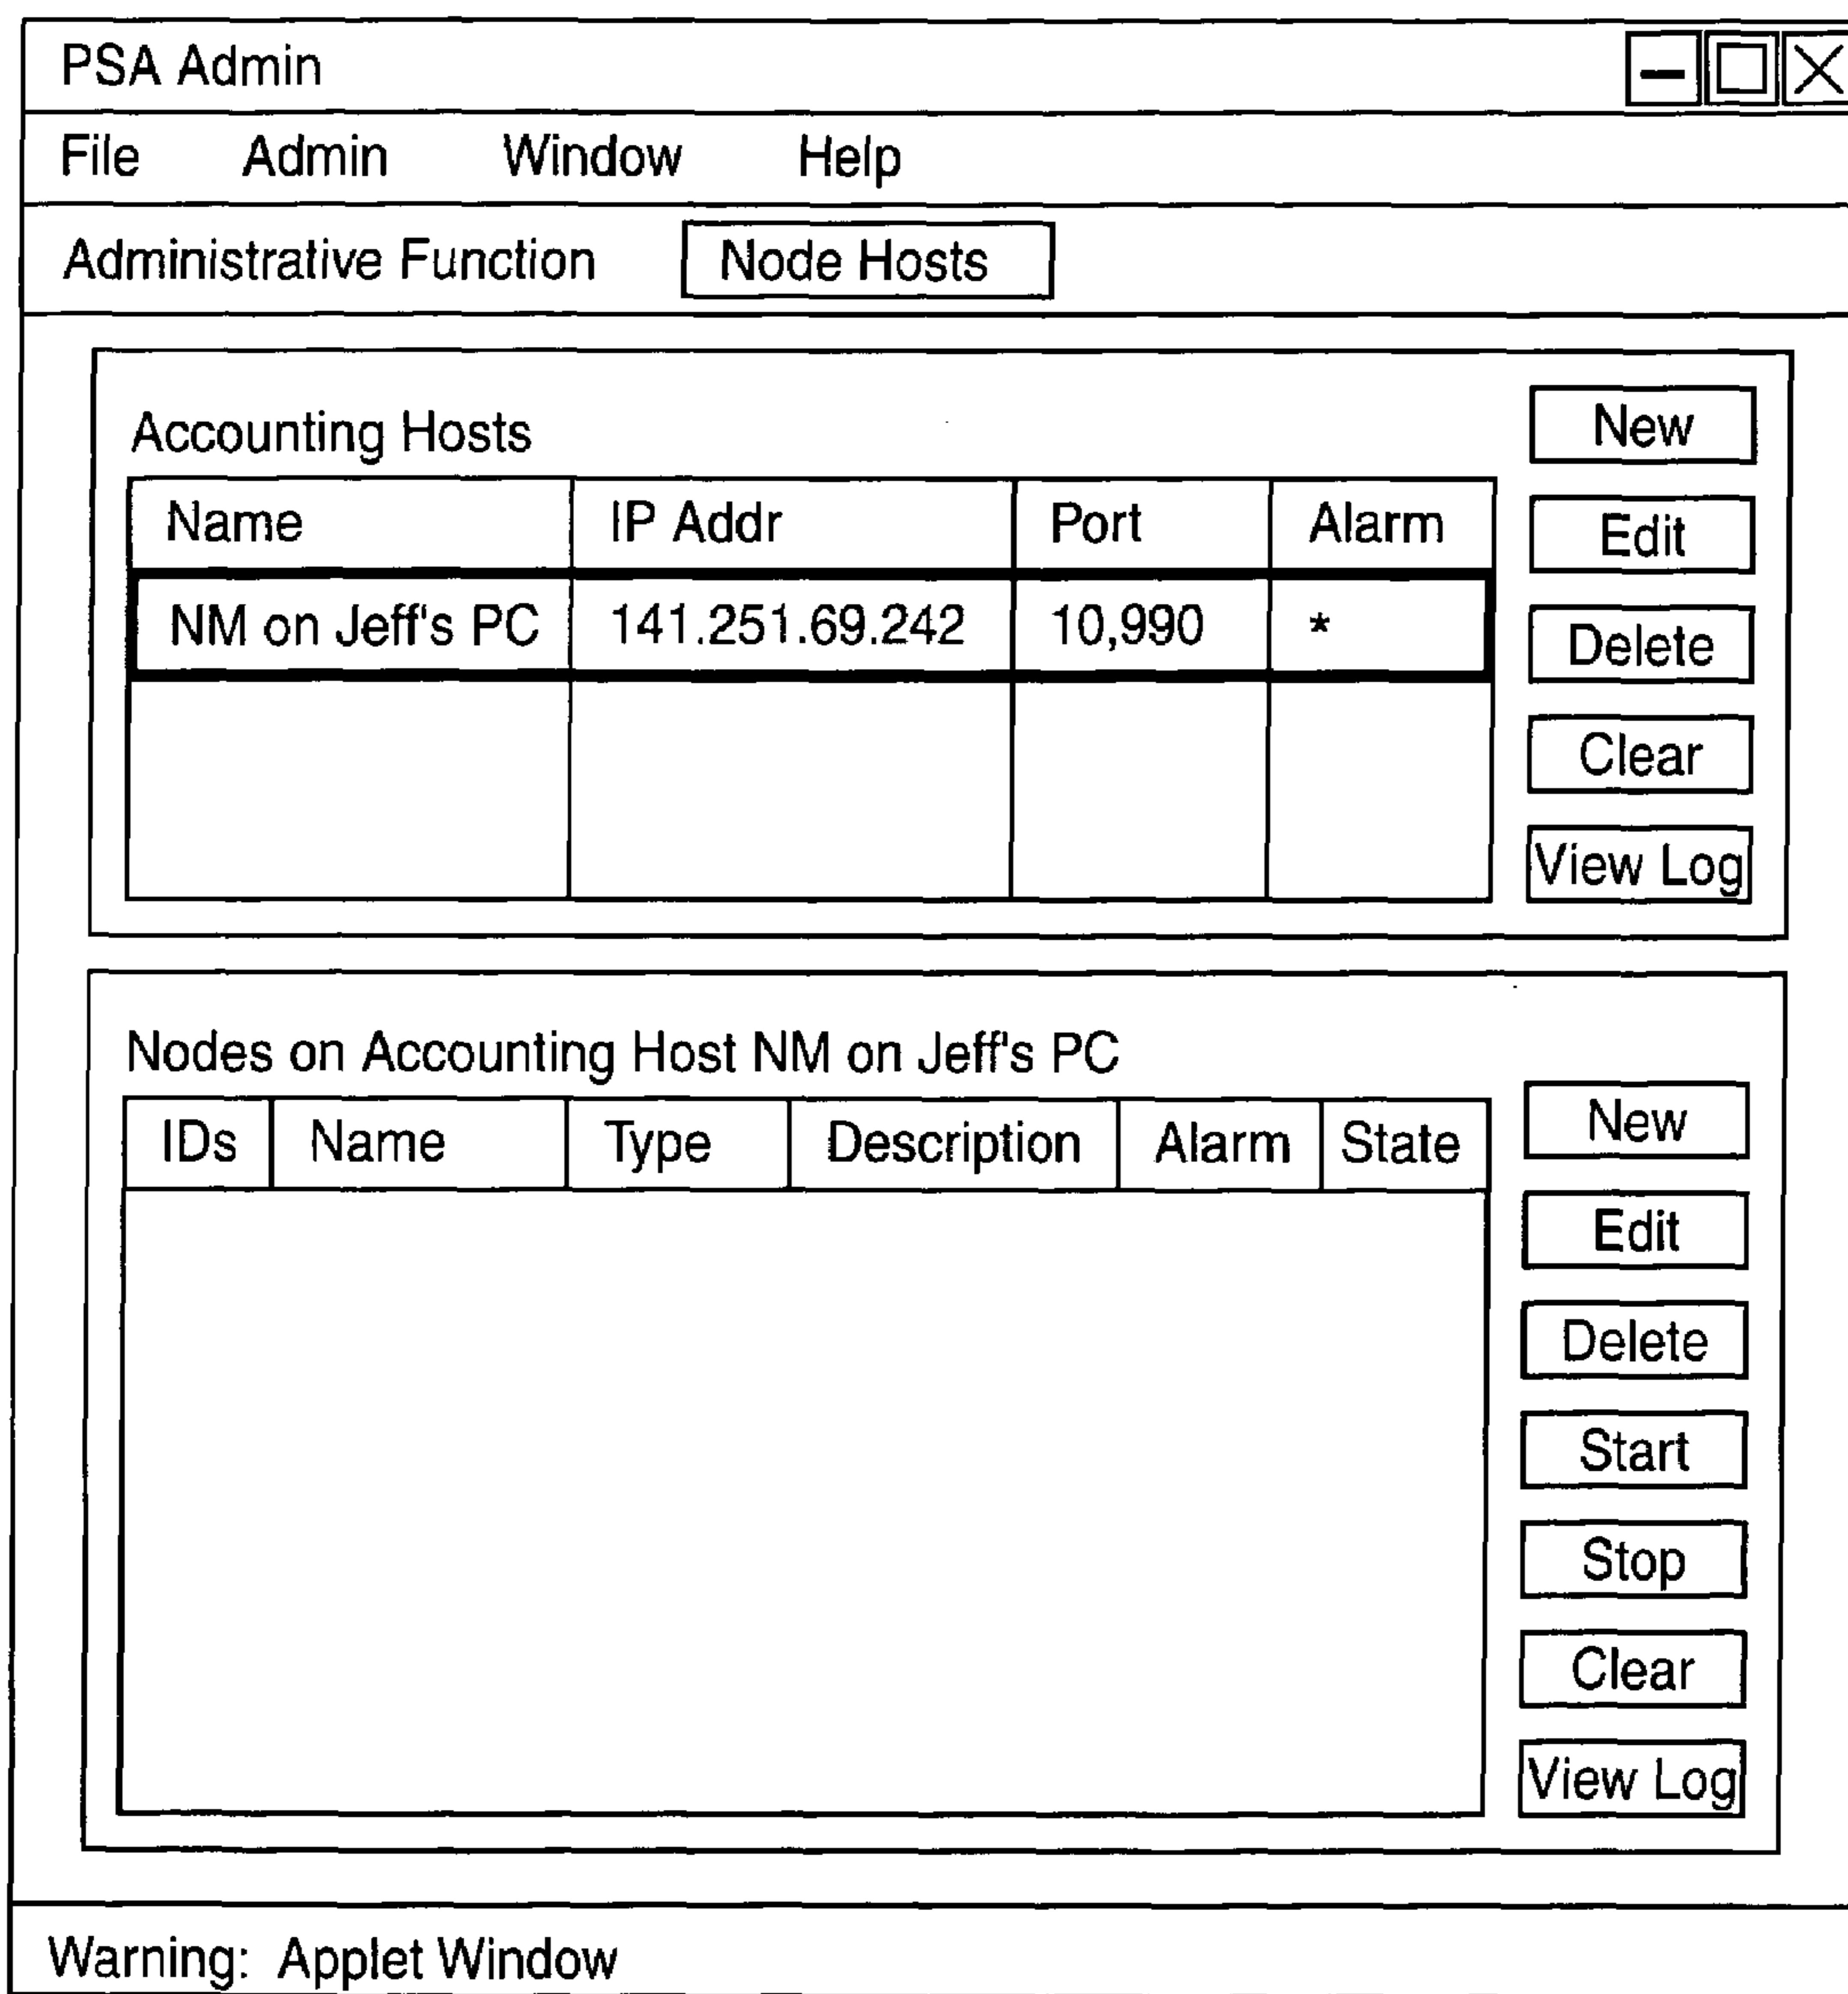 PSA Admin
File Admin Window Help
Administrative Function Node Hosts
Accounting Hosts
Name IP Addr Port Alarm
NM on Jeff's PC 141.251.69.242 10,990 *
New
Edit
Delete
Clear
View Log
Nodes on Accounting Host NM on Jeff's PC
IDs Name Type Description Alarm State
New
Edit
Delete
Start
Stop
Clear
View Log
Warning: Applet Window